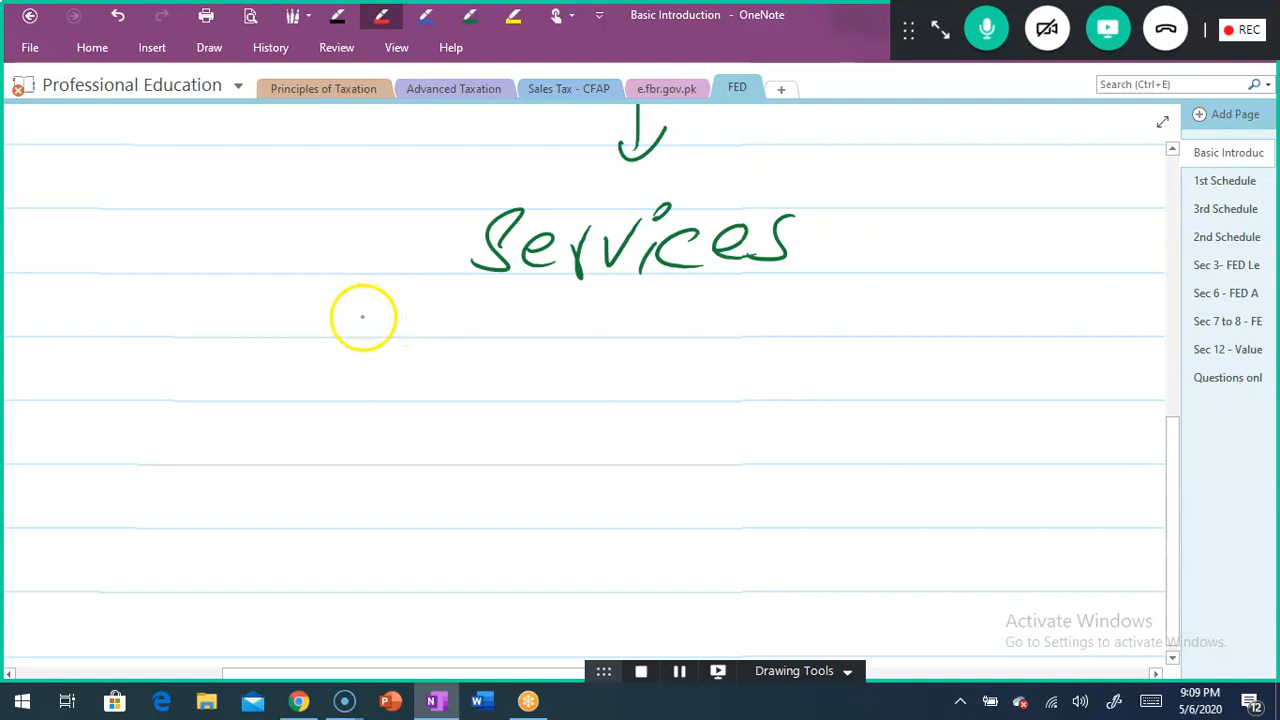 Basic Introduction - OneNote
REC
File Home Insert Draw History Review View Help
Professional Education
Principles of Taxation
Advanced Taxation
Sales Tax - CFAP
e.fbr.gov.pk
FED
Search (Ctrl+E)
Add Page
Basic Introduc
1st Schedule
3rd Schedule
2nd Schedule
Sec 3- FED Le
Sec 6 - FED A
Sec 7 to 8 - FE
Sec 12 - Value
Questions onl
Services
Activate Windows
Go to Settings to activate Windows.
Drawing Tools
9:09 PM
5/6/2020
12